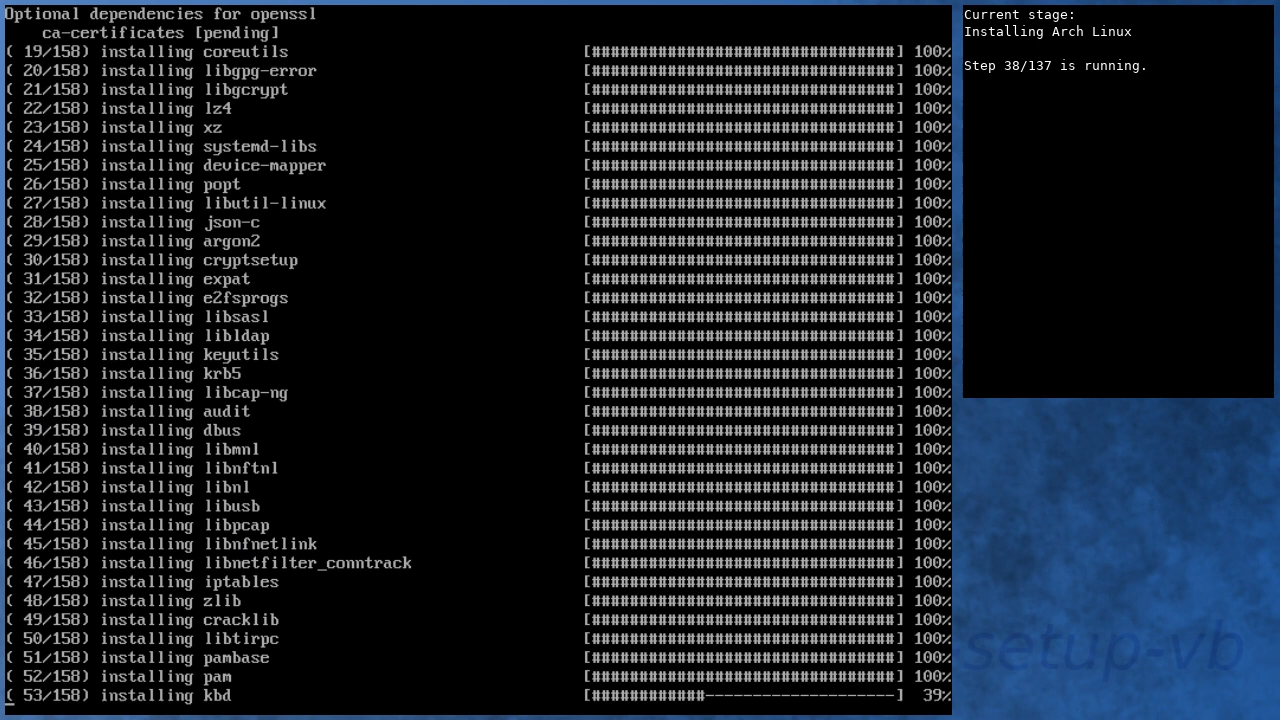 Optional dependencies for openssl
    ca-certificates [pending]
( 19/158) installing coreutils [################################] 100%
( 20/158) installing libgpg-error [################################] 100%
( 21/158) installing libgcrypt [################################] 100%
( 22/158) installing lz4 [################################] 100%
( 23/158) installing xz [################################] 100%
( 24/158) installing systemd-libs [################################] 100%
( 25/158) installing device-mapper [################################] 100%
( 26/158) installing popt [################################] 100%
( 27/158) installing libutil-linux [################################] 100%
( 28/158) installing json-c [################################] 100%
( 29/158) installing argon2 [################################] 100%
( 30/158) installing cryptsetup [################################] 100%
( 31/158) installing expat [################################] 100%
( 32/158) installing e2fsprogs [################################] 100%
( 33/158) installing libsasl [################################] 100%
( 34/158) installing libldap [################################] 100%
( 35/158) installing keyutils [################################] 100%
( 36/158) installing krb5 [################################] 100%
( 37/158) installing libcap-ng [################################] 100%
( 38/158) installing audit [################################] 100%
( 39/158) installing dbus [################################] 100%
( 40/158) installing libmnl [################################] 100%
( 41/158) installing libnftnl [################################] 100%
( 42/158) installing libnl [################################] 100%
( 43/158) installing libusb [################################] 100%
( 44/158) installing libpcap [################################] 100%
( 45/158) installing libnfnetlink [################################] 100%
( 46/158) installing libnetfilter_conntrack [################################] 100%
( 47/158) installing iptables [################################] 100%
( 48/158) installing zlib [################################] 100%
( 49/158) installing cracklib [################################] 100%
( 50/158) installing libtirpc [################################] 100%
( 51/158) installing pambase [################################] 100%
( 52/158) installing pam [################################] 100%
( 53/158) installing kbd [############--------------------] 39%
Current stage:
Installing Arch Linux
Step 38/137 is running.
setup-vb